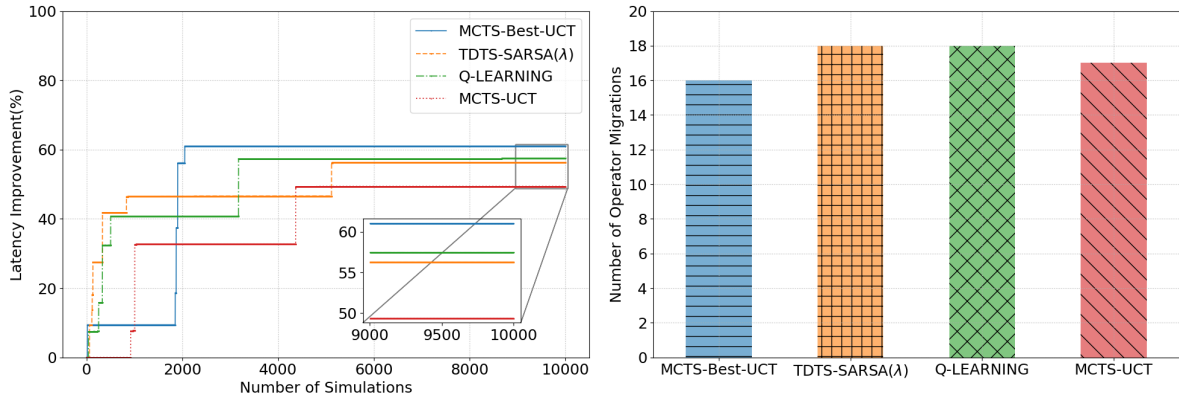 100
80
60
40
20
0
Latency Improvement(%)
0
2000
4000
6000
8000
10000
Number of Simulations
MCTS-Best-UCT
TDTS-SARSA(λ)
Q-LEARNING
MCTS-UCT
60
55
50
9000
9500
10000
20
18
16
14
12
10
8
6
4
2
0
Number of Operator Migrations
MCTS-Best-UCT
TDTS-SARSA(λ)
Q-LEARNING
MCTS-UCT